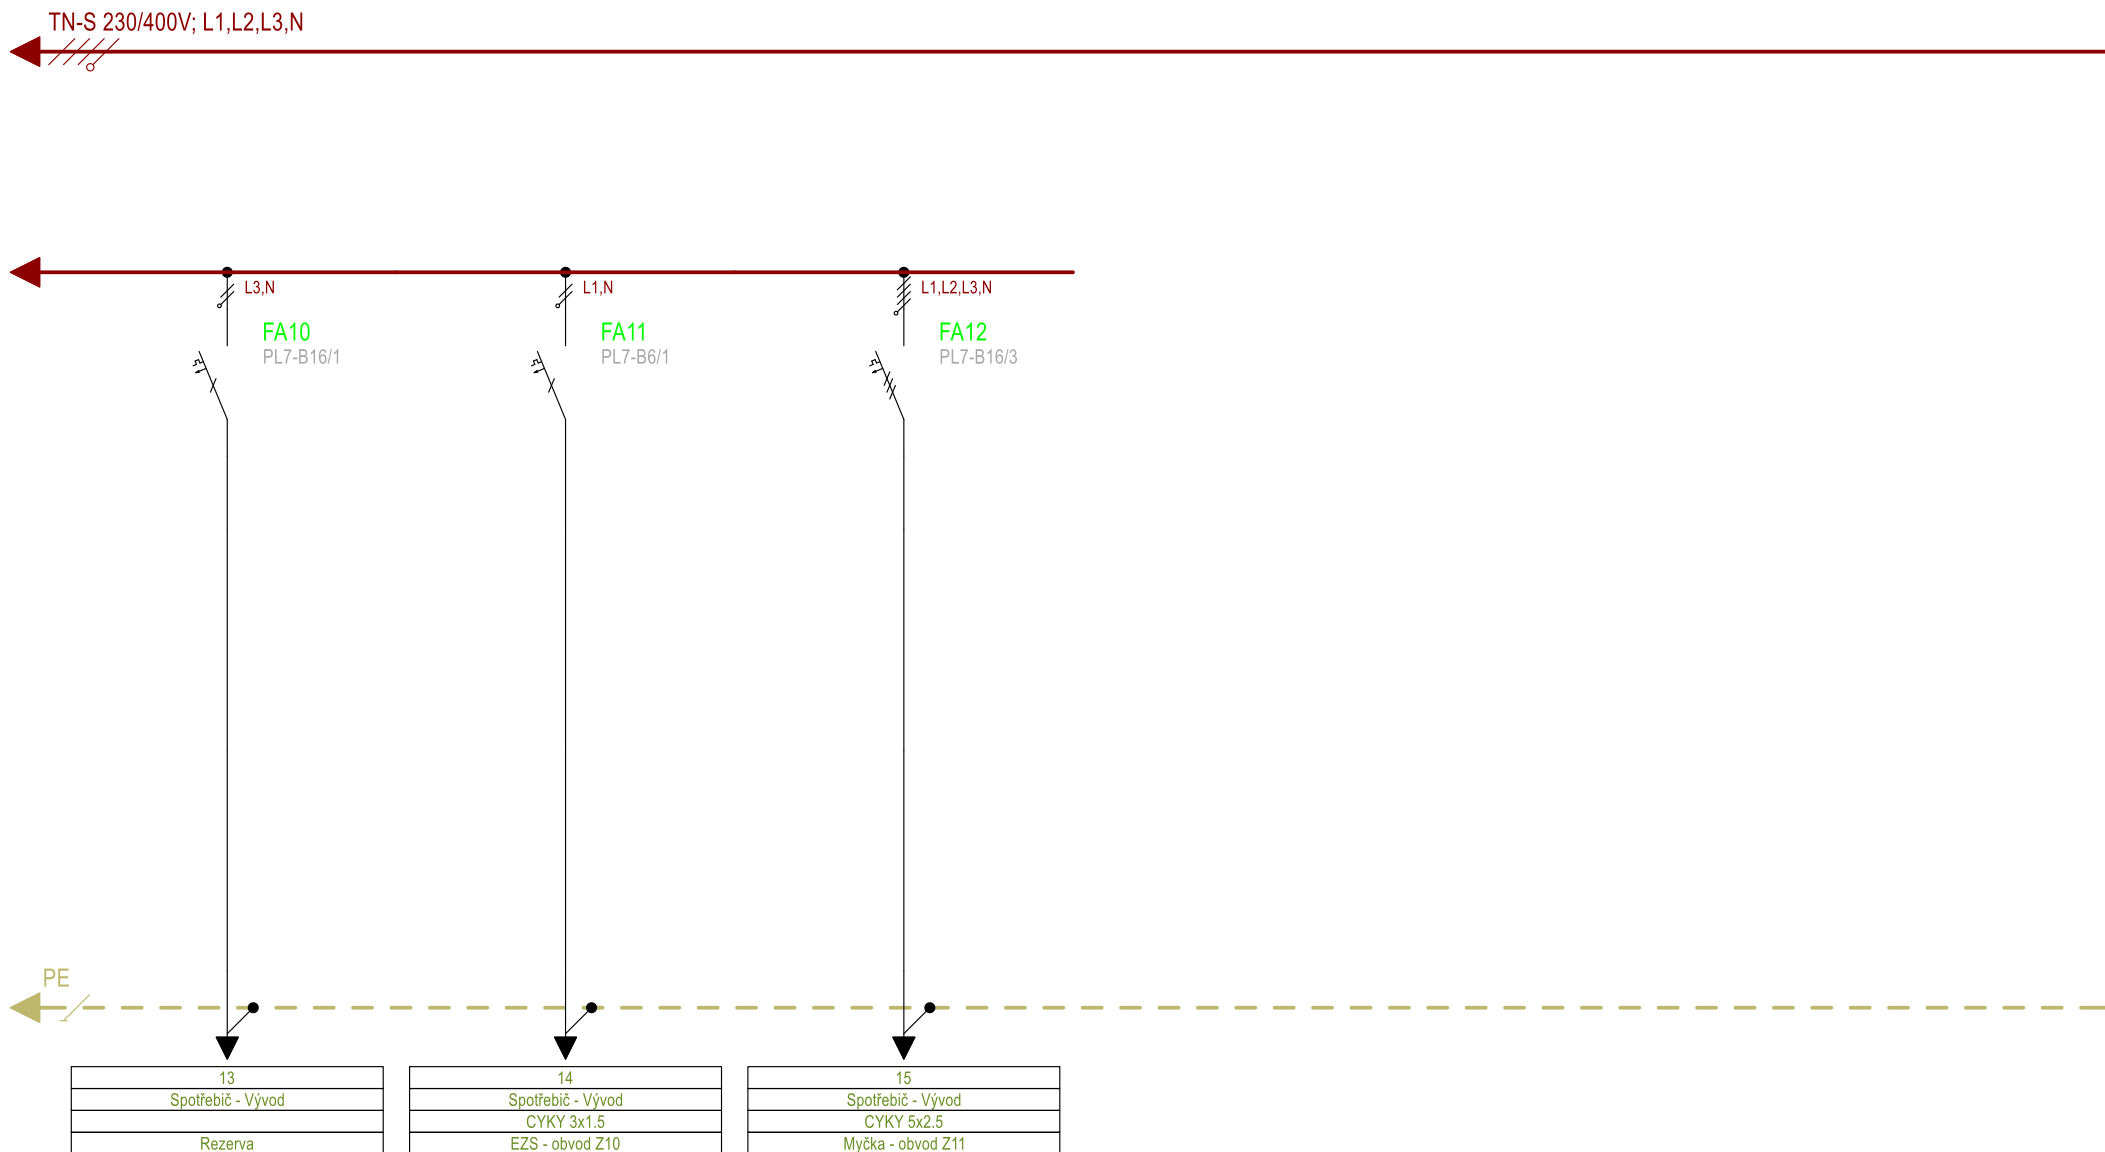 TN-S 230/400V; L1,L2,L3,N
L3,N
L1,N
L1,L2,L3,N
FA10
PL7-B16/1
FA11
PL7-B6/1
FA12
PL7-B16/3
PE
13
Spotřebič - Vývod
Rezerva
14
Spotřebič - Vývod
CYKY 3x1.5
EZS - obvod Z10
15
Spotřebič - Vývod
CYKY 5x2.5
Myčka - obvod Z11